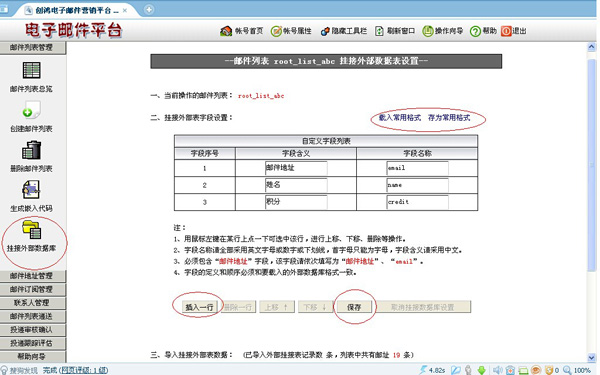 创鸿电子邮件营销平台 ...
电子邮件平台
帐号首页 帐号属性 隐藏工具栏 刷新窗口 操作向导 帮助 退出
邮件列表管理
邮件列表总览
创建邮件列表
删除邮件列表
生成嵌入代码
挂接外部数据库
邮件地址管理
邮件订阅管理
联系人管理
邮件列表递送
投递审核确认
投递跟踪评估
帮助向导
--邮件列表 root_list_abc 挂接外部数据表设置--
一、当前操作的邮件列表: root_list_abc
二、挂接外部表字段设置: 载入常用格式 存为常用格式
自定义字段列表
字段序号 字段含义 字段名称
1 邮件地址 email
2 姓名 name
3 积分 credit
注:
1、用鼠标左键在某行上点一下可选中该行,进行上移、下移、删除等操作。
2、字段名称请全部采用英文字母或数字或下划线,首字母只能为字母,字段含义请采用中文。
3、必须包含“邮件地址”字段,该字段请依次填写为“邮件地址”、“email”。
4、字段的定义和顺序必须和要载入的外部数据库格式一致。
插入一行 删除一行 上移 ↑ 下移 ↓ 保存 取消挂接数据库设置
三、导入挂接外部表数据: (已导入外部挂接表记录数 条,列表中共有邮址 19 条)
搜狗发现 完成 (网页评级:1级) 4.82s 0 100%